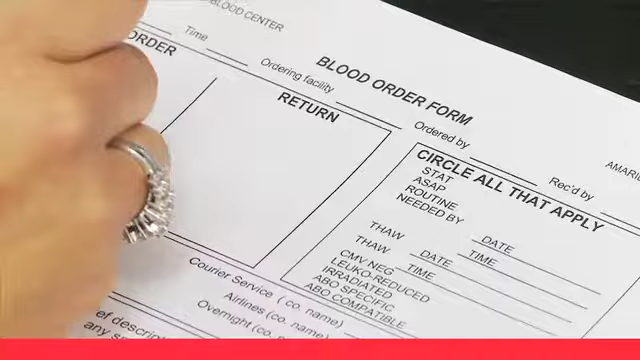 BLOOD CENTER
ORDER
Time
Ordering facility
BLOOD ORDER FORM
Ordered by
Rec'd by
RETURN
CIRCLE ALL THAT APPLY
STAT
ASAP
ROUTINE
NEEDED BY
DATE
TIME
THAW
THAW DATE
TIME
CMV NEG
LEUKO-REDUCED
IRRADIATED
ABO SPECIFIC
ABO COMPATIBLE
Courier Service (co. name)
Airlines (co. name)
Overnight (co. name)